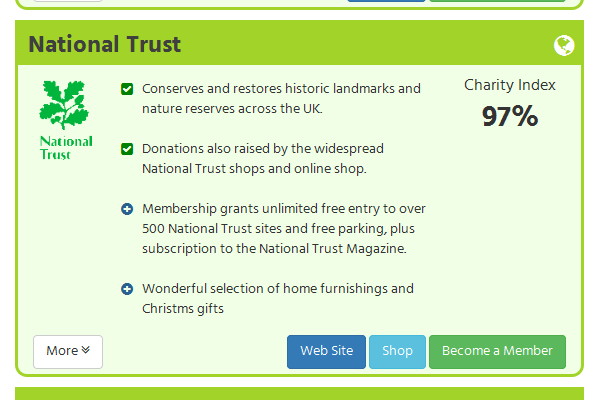 National Trust
Conserves and restores historic landmarks and
nature reserves across the UK.
Donations also raised by the widespread
National Trust shops and online shop.
Membership grants unlimited free entry to over
500 National Trust sites and free parking, plus
subscription to the National Trust Magazine.
Wonderful selection of home furnishings and
Christms gifts
National
Trust
Charity Index
97%
More
Web Site
Shop
Become a Member